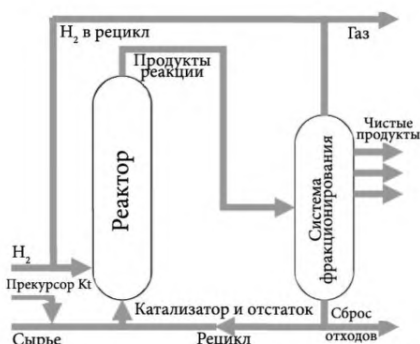 H₂ в рецикл
Газ
Продукты
реакции
Чистые
продукты
Реактор
Система
фракционирования
H₂
Прекурсор Kt
Катализатор и отстаток
Сброс
отходов
Сырье
Рецикл